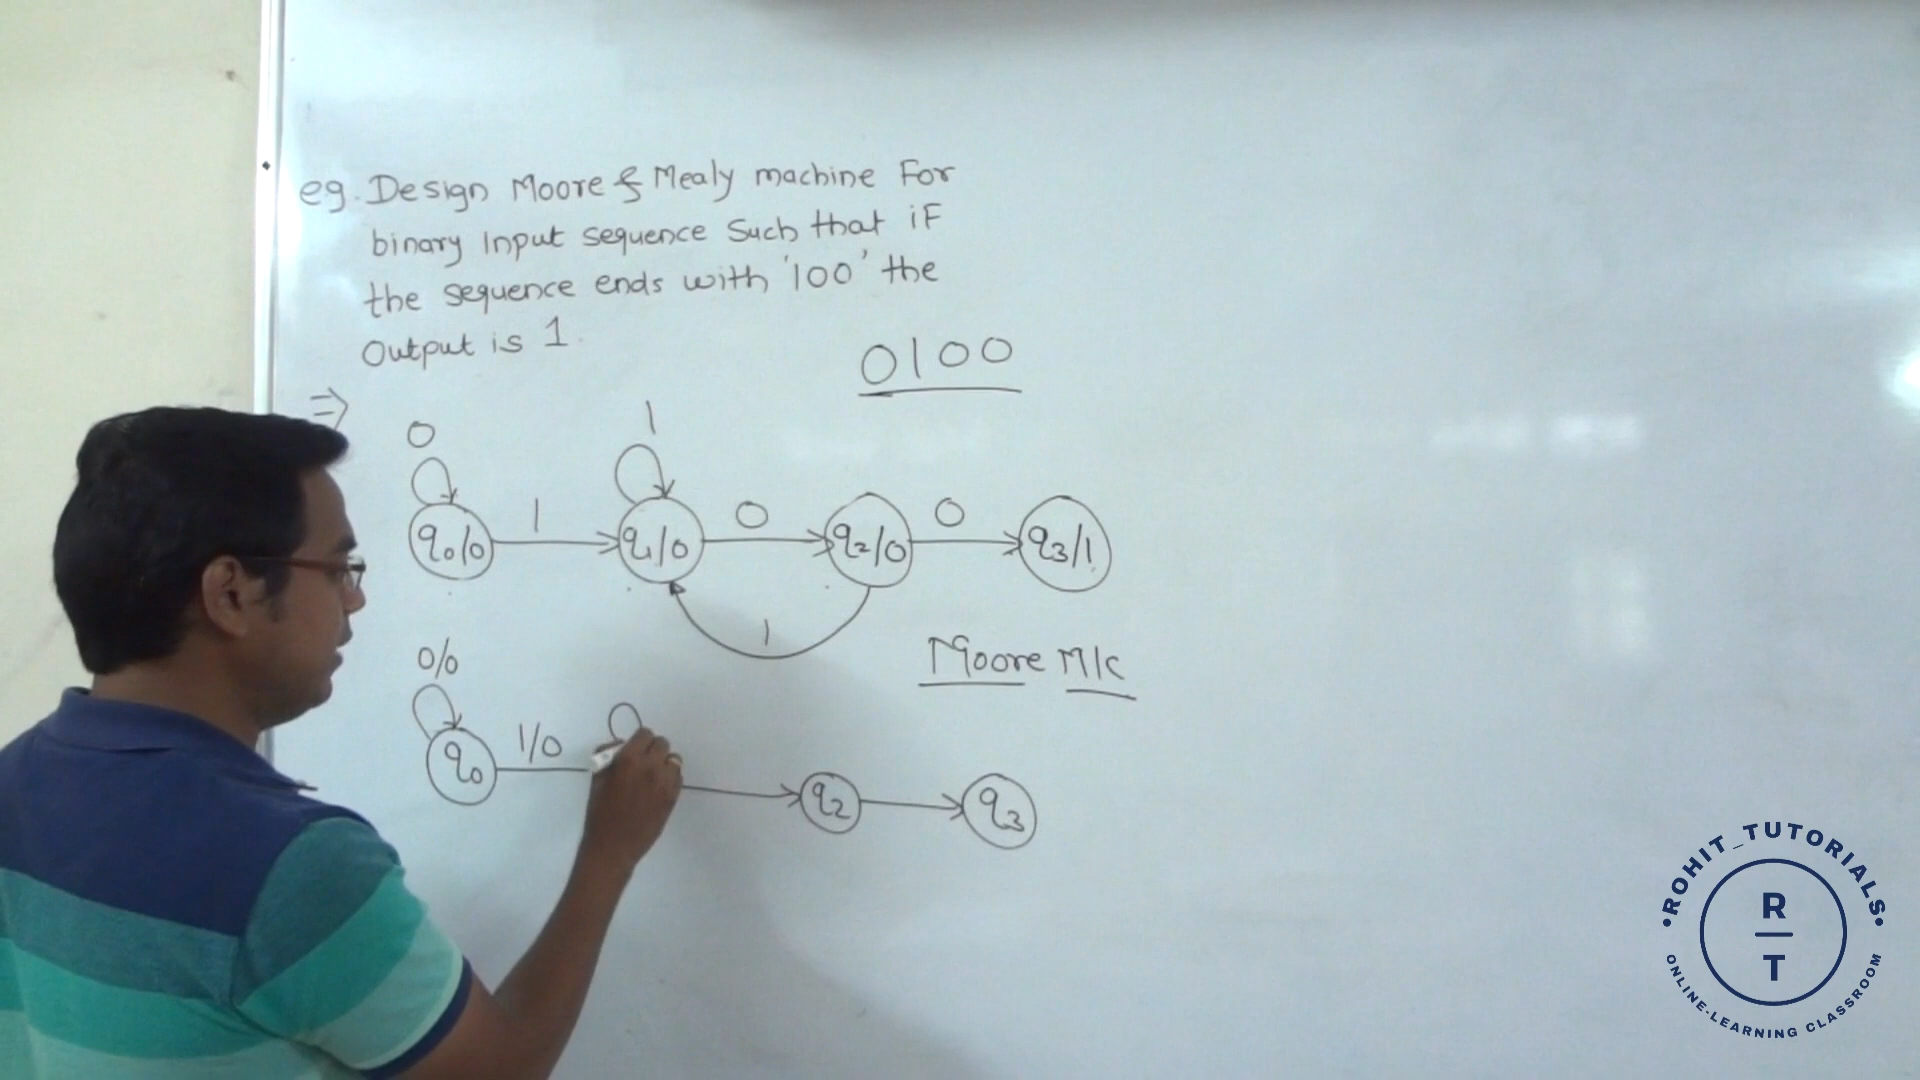 eg. Design Moore & Mealy machine For
binary Input sequence Such that iF
the sequence ends with '100' the
Output is 1.
0100
⇒
0
1
1
0
0
q₀/0
q₁/0
q₂/0
q₃/1
1
Moore M/c
0/0
1/0
q₀
q₂
q₃
•ROHIT_TUTORIALS•
R
T
ONLINE-LEARNING CLASSROOM